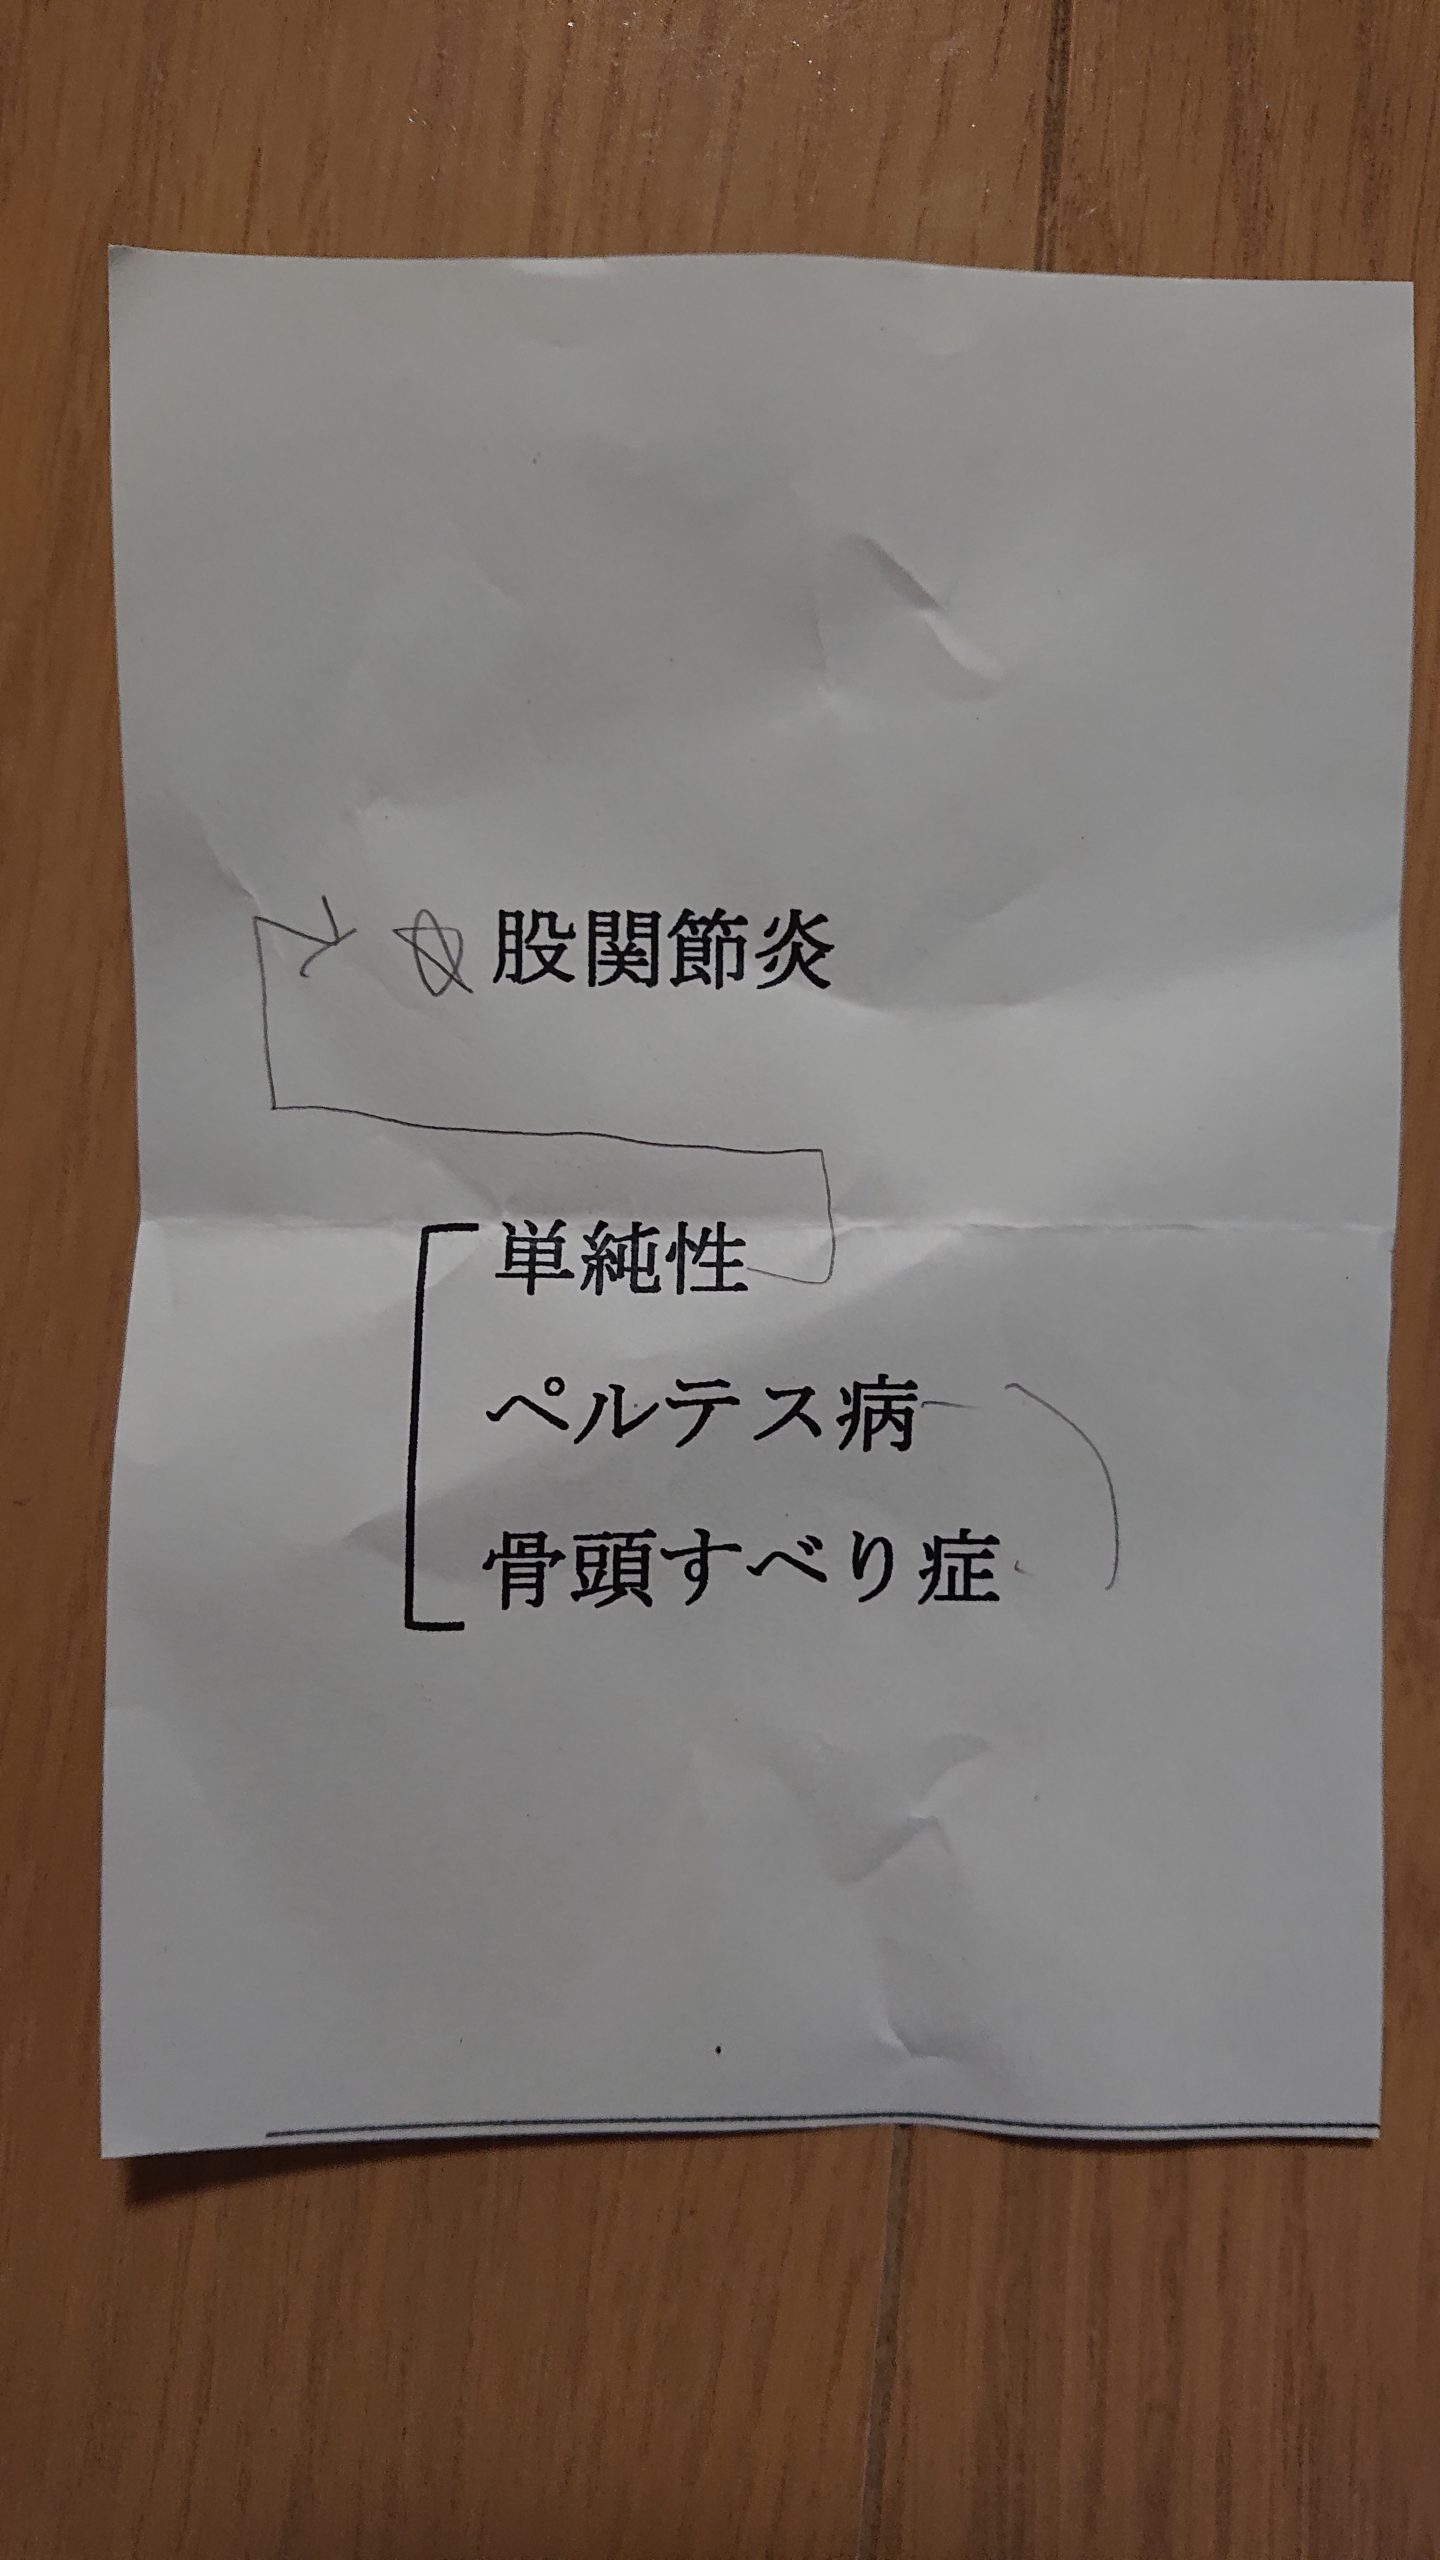 股関節炎
単純性
ペルテス病
骨頭すべり症